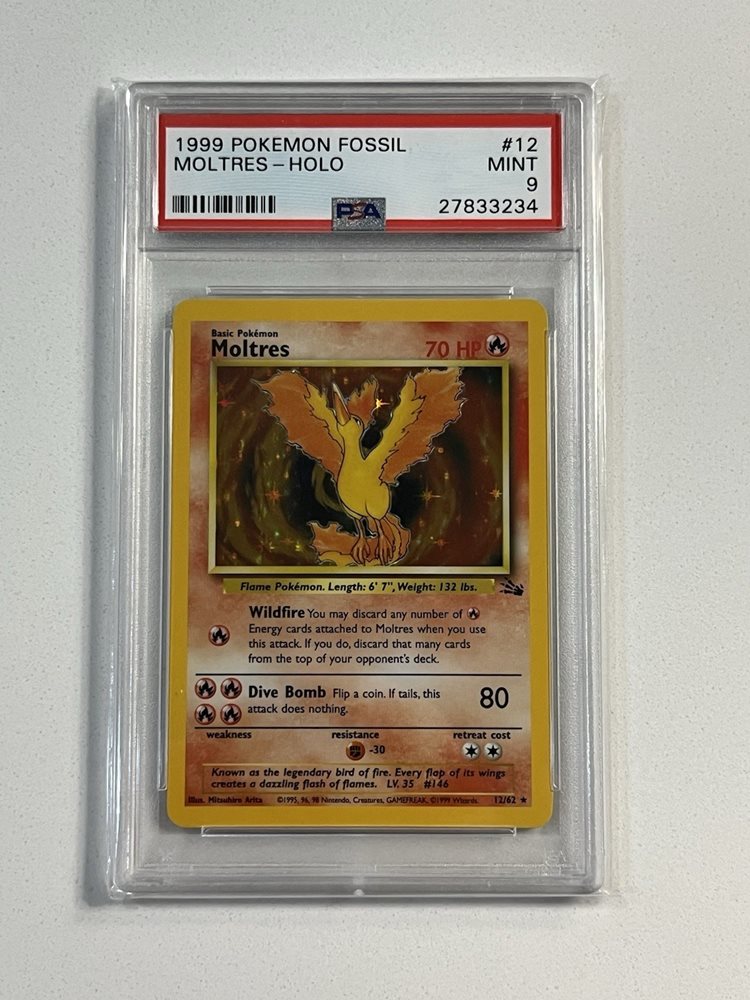 1999 POKEMON FOSSIL #12
MOLTRES - HOLO MINT
9
PSA 27833234
Basic Pokémon
Moltres 70 HP
Flame Pokémon. Length: 6' 7", Weight: 132 lbs.
Wildfire You may discard any number of
Energy cards attached to Moltres when you use
this attack. If you do, discard that many cards
from the top of your opponent's deck.
Dive Bomb Flip a coin. If tails, this
attack does nothing.
80
weakness resistance retreat cost
-30
Known as the legendary bird of fire. Every flap of its wings
creates a dazzling flash of flames. LV. 35 #146
Illus. Mitsuhiro Arita ©1995, 96, 98 Nintendo, Creatures, GAMEFREAK. ©1999 Wizards. 12/62 ★